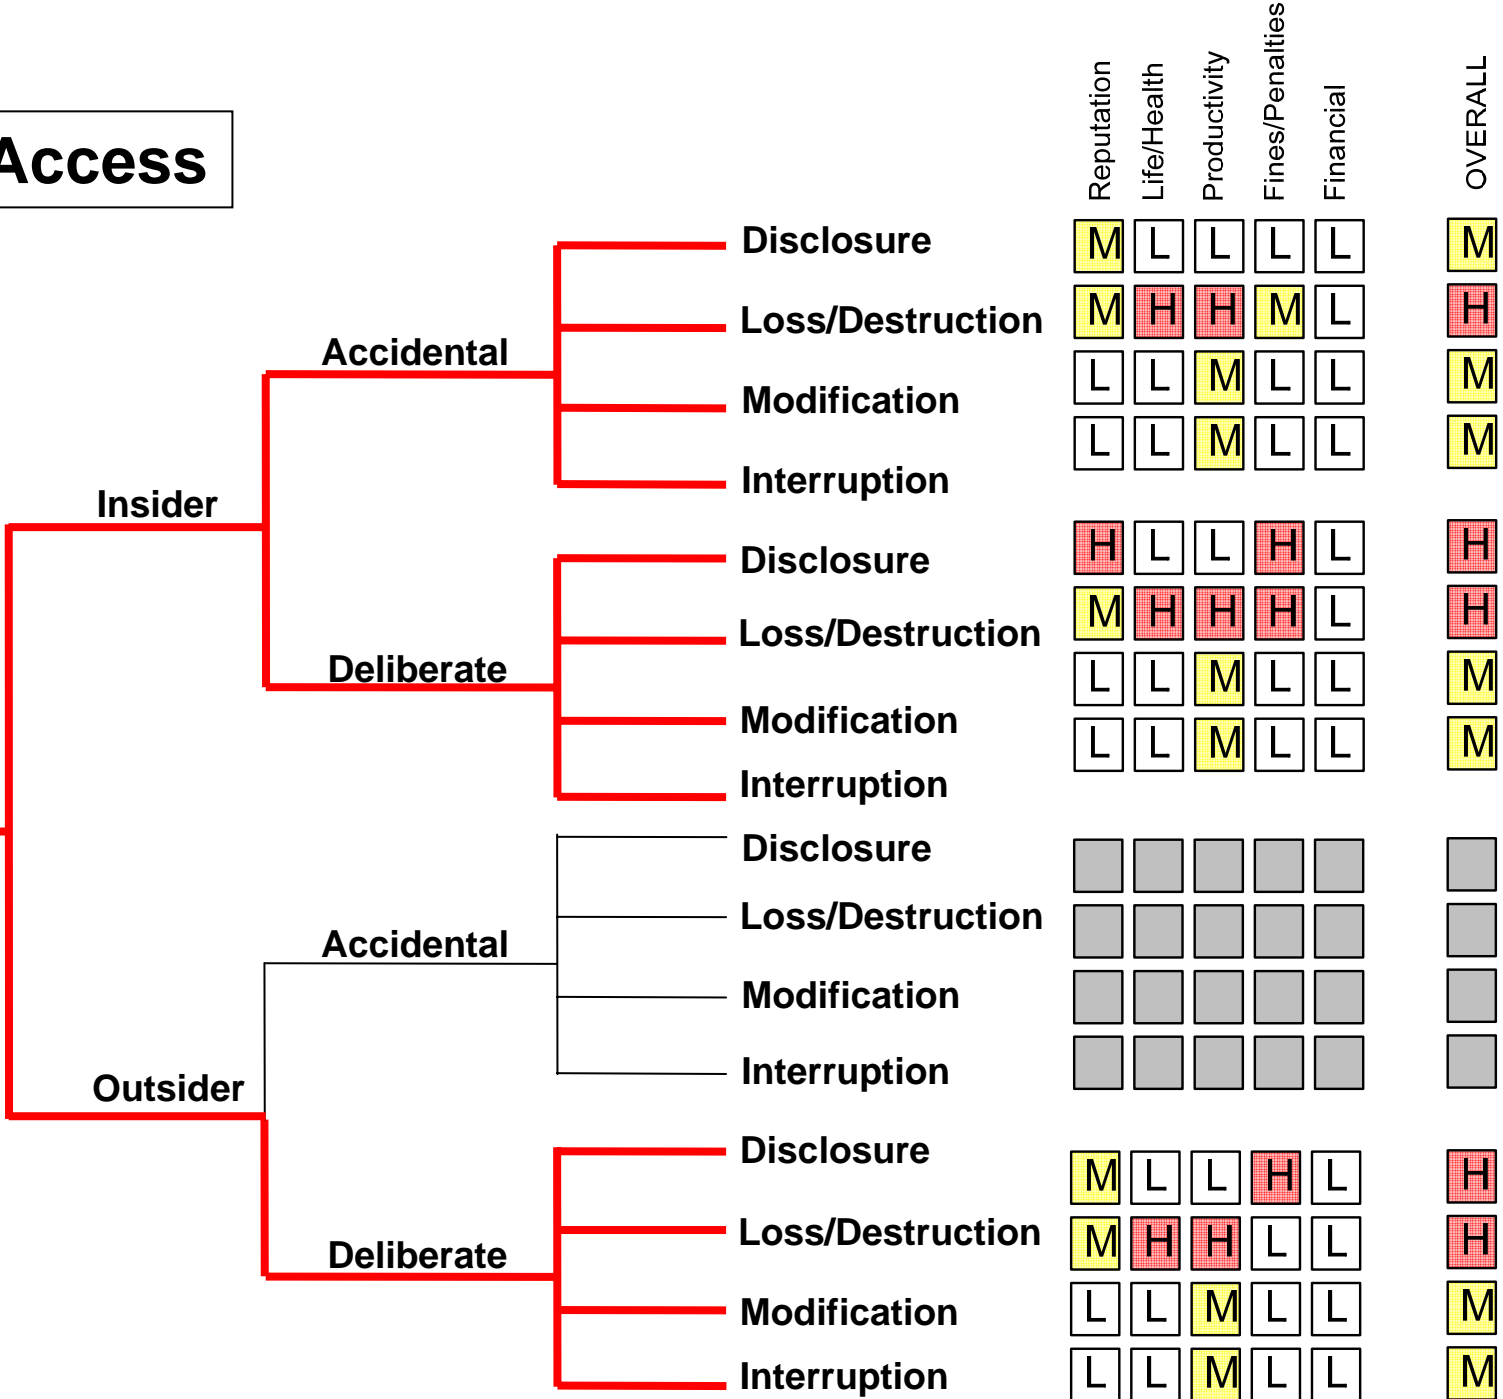 Reputation
Life/Health
Productivity
Fines/Penalties
Financial
OVERALL
Access
Disclosure M L L L L M
Loss/Destruction M H H M L H
Accidental
Modification L L M L L M
Interruption L L M L L M
Insider
Disclosure H L L H L H
Loss/Destruction M H H H L H
Deliberate
Modification L L M L L M
Interruption L L M L L M
Disclosure
Loss/Destruction
Accidental
Modification
Interruption
Outsider
Disclosure M L L H L H
Loss/Destruction M H H L L H
Deliberate
Modification L L M L L M
Interruption L L M L L M